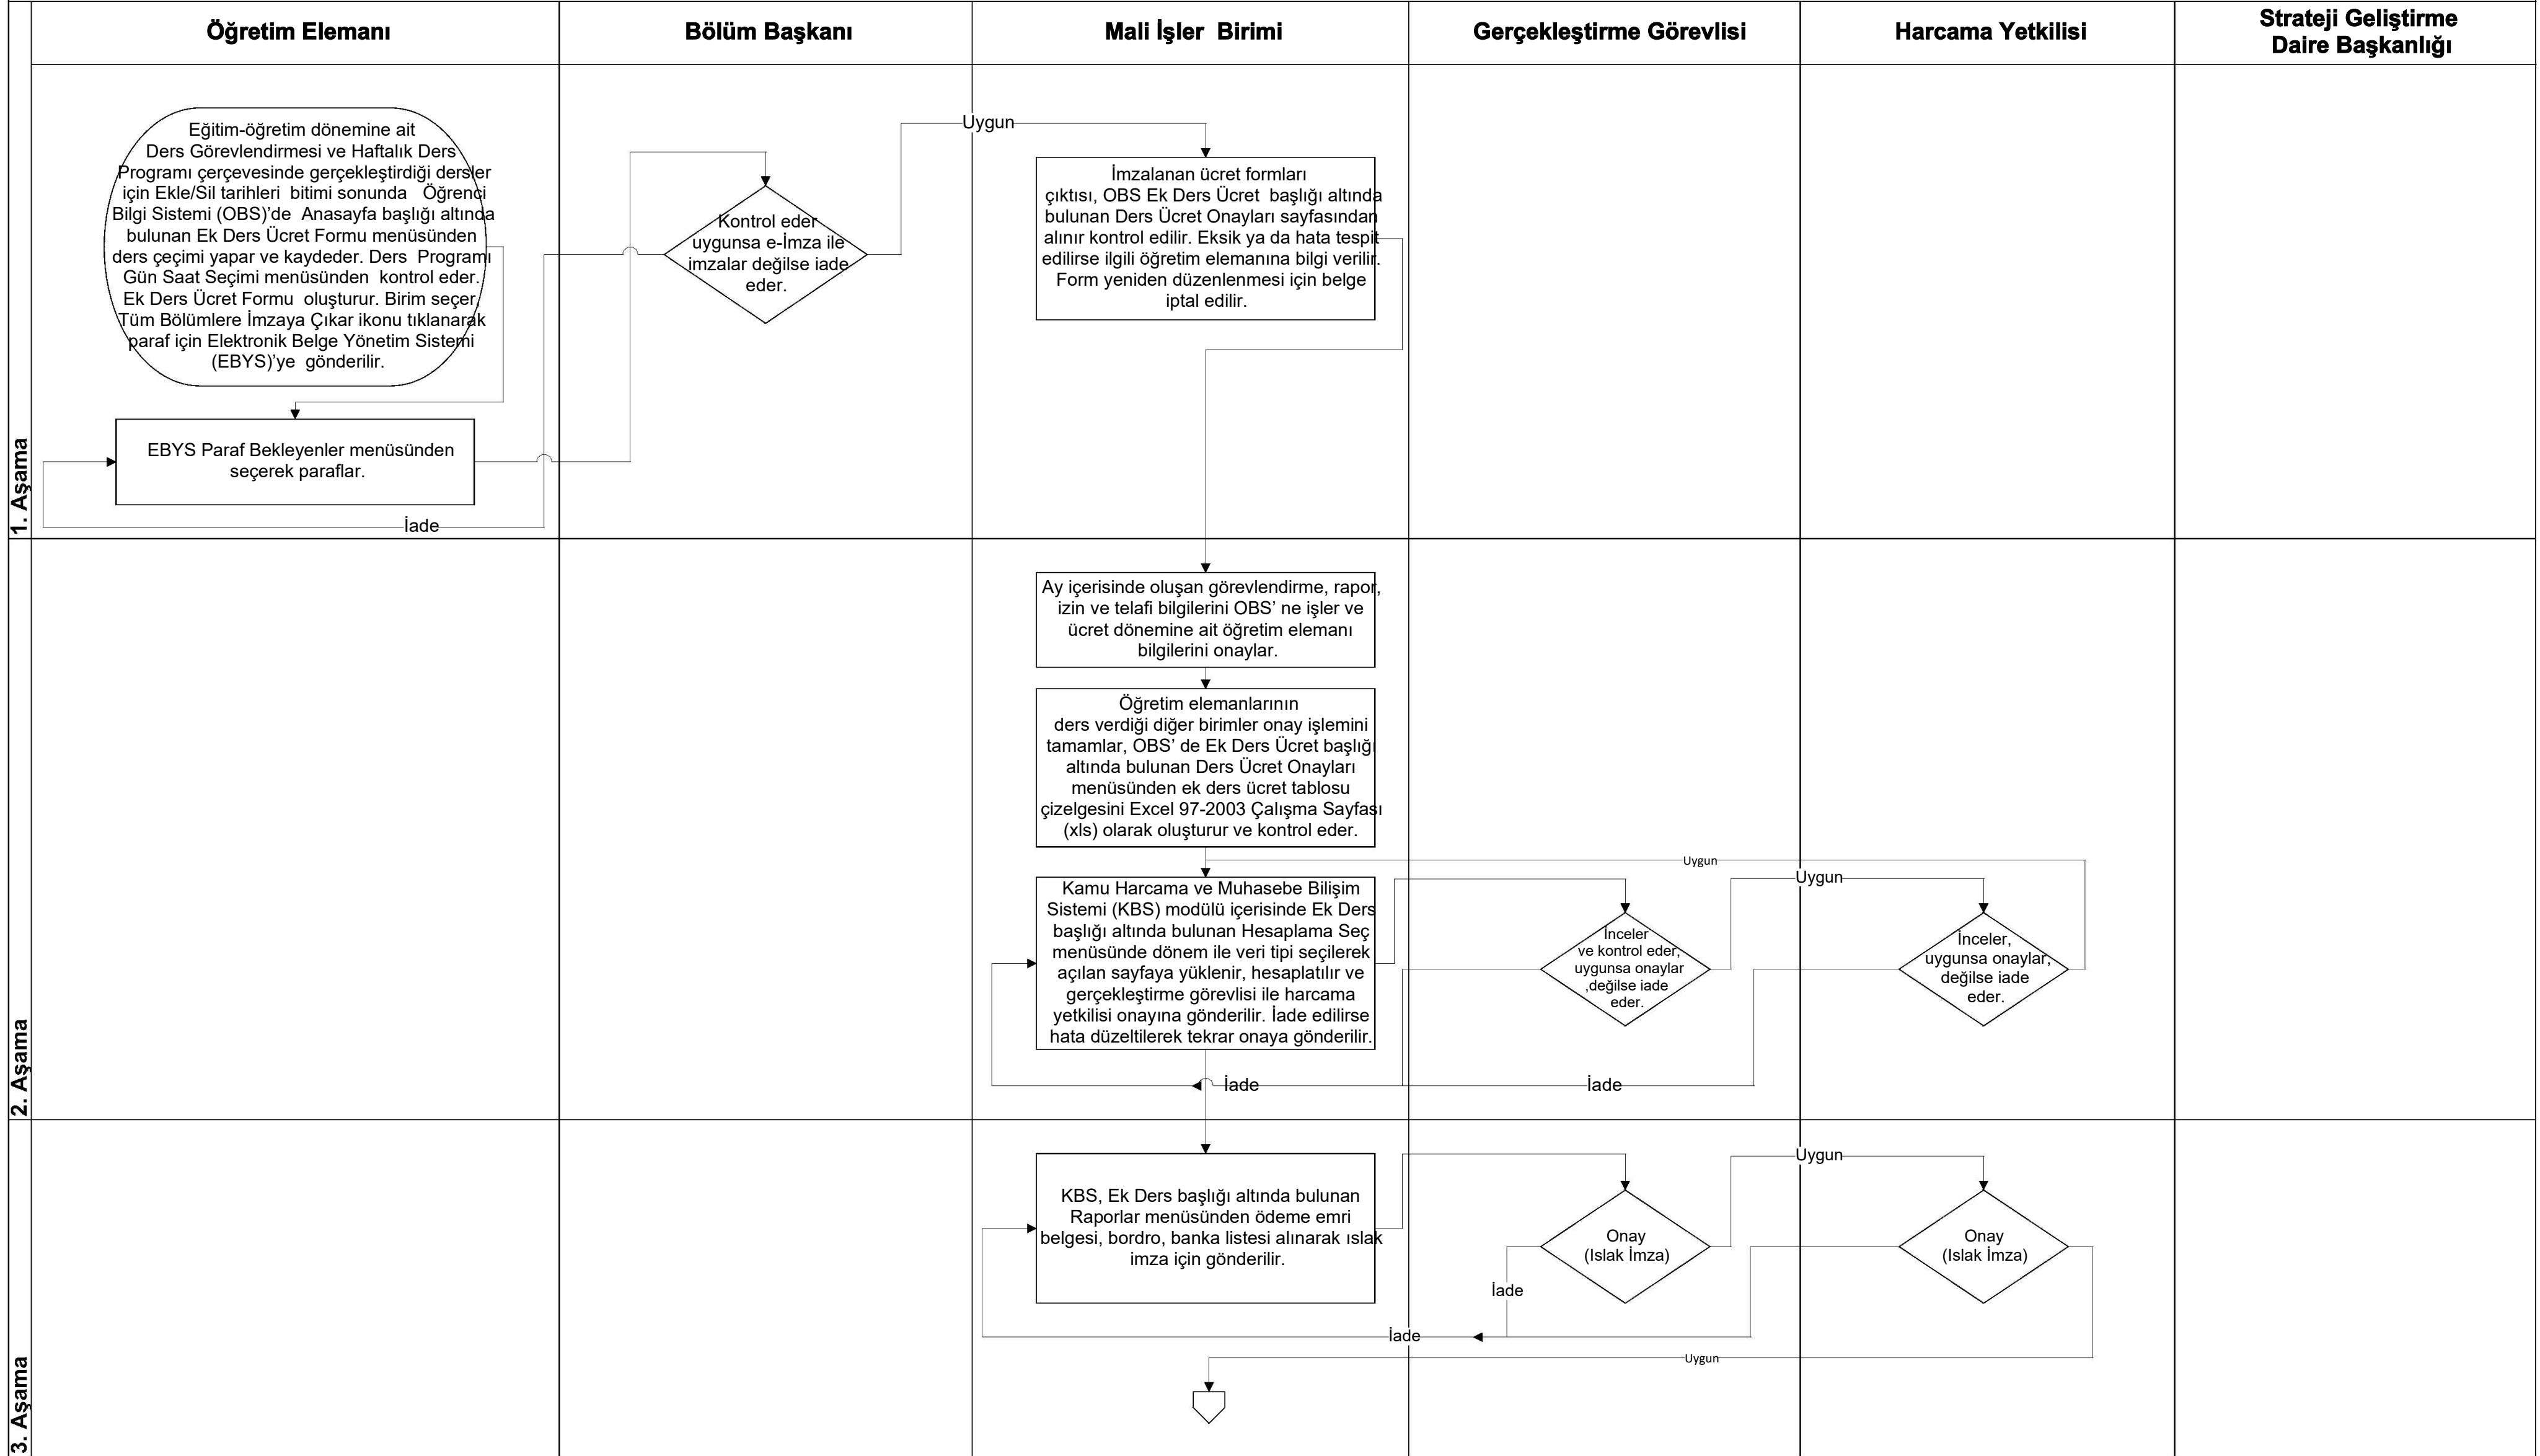 Öğretim Elemanı
Bölüm Başkanı
Mali İşler  Birimi
Gerçekleştirme Görevlisi
Harcama Yetkilisi
Strateji Geliştirme
Daire Başkanlığı
1. Aşama
Eğitim-öğretim dönemine ait
Ders Görevlendirmesi ve Haftalık Ders
Programı çerçevesinde gerçekleştirdiği dersler
için Ekle/Sil tarihleri  bitimi sonunda   Öğrenci
Bilgi Sistemi (OBS)’de  Anasayfa başlığı altında
bulunan Ek Ders Ücret Formu menüsünden
ders çeçimi yapar ve kaydeder. Ders  Programı
Gün Saat Seçimi menüsünden  kontrol eder.
Ek Ders Ücret Formu  oluşturur. Birim seçer,
Tüm Bölümlere İmzaya Çıkar ikonu tıklanarak
paraf için Elektronik Belge Yönetim Sistemi
(EBYS)’ye  gönderilir.
EBYS Paraf Bekleyenler menüsünden
seçerek paraflar.
İade
Kontrol eder
uygunsa e-İmza ile
imzalar değilse iade
eder.
Uygun
İmzalanan ücret formları
çıktısı, OBS Ek Ders Ücret  başlığı altında
bulunan Ders Ücret Onayları sayfasından
alınır kontrol edilir. Eksik ya da hata tespit
edilirse ilgili öğretim elemanına bilgi verilir.
Form yeniden düzenlenmesi için belge
iptal edilir.
2. Aşama
Ay içerisinde oluşan görevlendirme, rapor,
izin ve telafi bilgilerini OBS’ ne işler ve
ücret dönemine ait öğretim elemanı
bilgilerini onaylar.
Öğretim elemanlarının
ders verdiği diğer birimler onay işlemini
tamamlar, OBS’ de Ek Ders Ücret başlığı
altında bulunan Ders Ücret Onayları
menüsünden ek ders ücret tablosu
çizelgesini Excel 97-2003 Çalışma Sayfası
(xls) olarak oluşturur ve kontrol eder.
Uygun
Kamu Harcama ve Muhasebe Bilişim
Sistemi (KBS) modülü içerisinde Ek Ders
başlığı altında bulunan Hesaplama Seç
menüsünde dönem ile veri tipi seçilerek
açılan sayfaya yüklenir, hesaplatılır ve
gerçekleştirme görevlisi ile harcama
yetkilisi onayına gönderilir. İade edilirse
hata düzeltilerek tekrar onaya gönderilir.
İnceler
ve kontrol eder,
uygunsa onaylar
,değilse iade
eder.
Uygun
İnceler,
uygunsa onaylar,
değilse iade
eder.
İade
İade
3. Aşama
KBS, Ek Ders başlığı altında bulunan
Raporlar menüsünden ödeme emri
belgesi, bordro, banka listesi alınarak ıslak
imza için gönderilir.
Onay
(Islak İmza)
Uygun
Onay
(Islak İmza)
İade
İade
Uygun